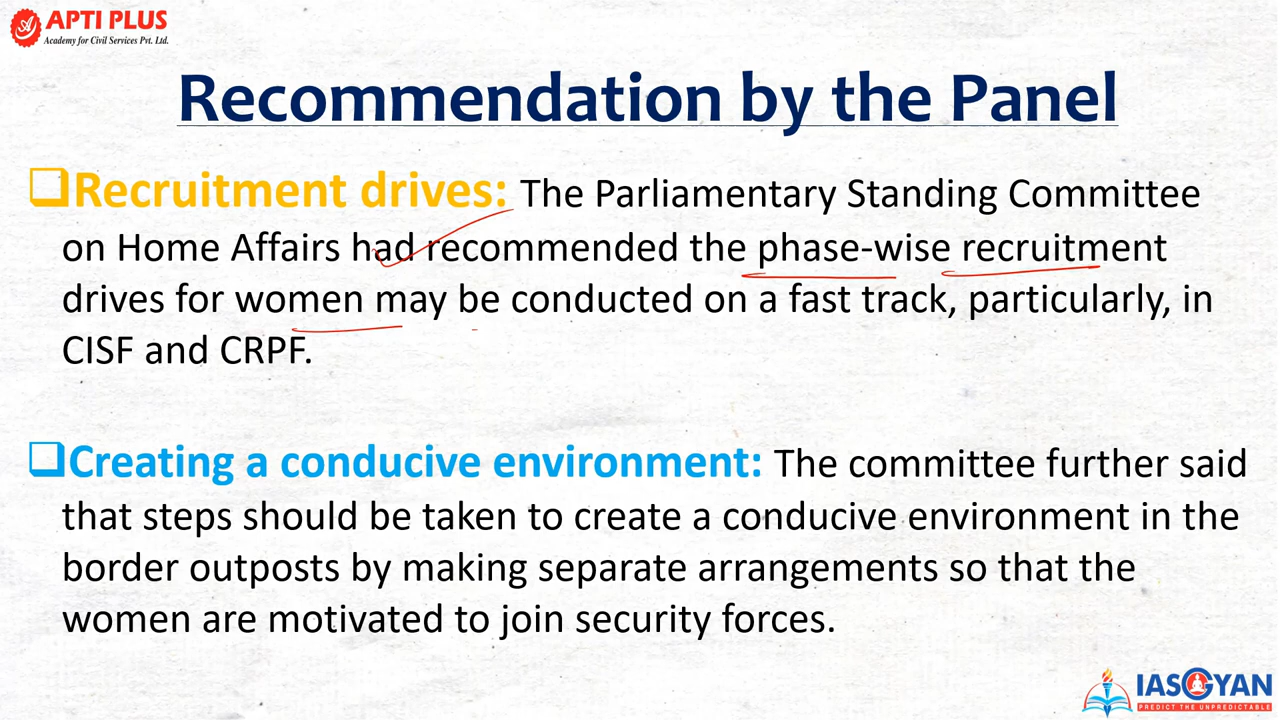 APTI PLUS
Academy for Civil Services Pvt. Ltd.
Recommendation by the Panel
Recruitment drives: The Parliamentary Standing Committee
on Home Affairs had recommended the phase-wise recruitment
drives for women may be conducted on a fast track, particularly, in
CISF and CRPF.
Creating a conducive environment: The committee further said
that steps should be taken to create a conducive environment in the
border outposts by making separate arrangements so that the
women are motivated to join security forces.
IASGYAN
PREDICT THE UNPREDICTABLE